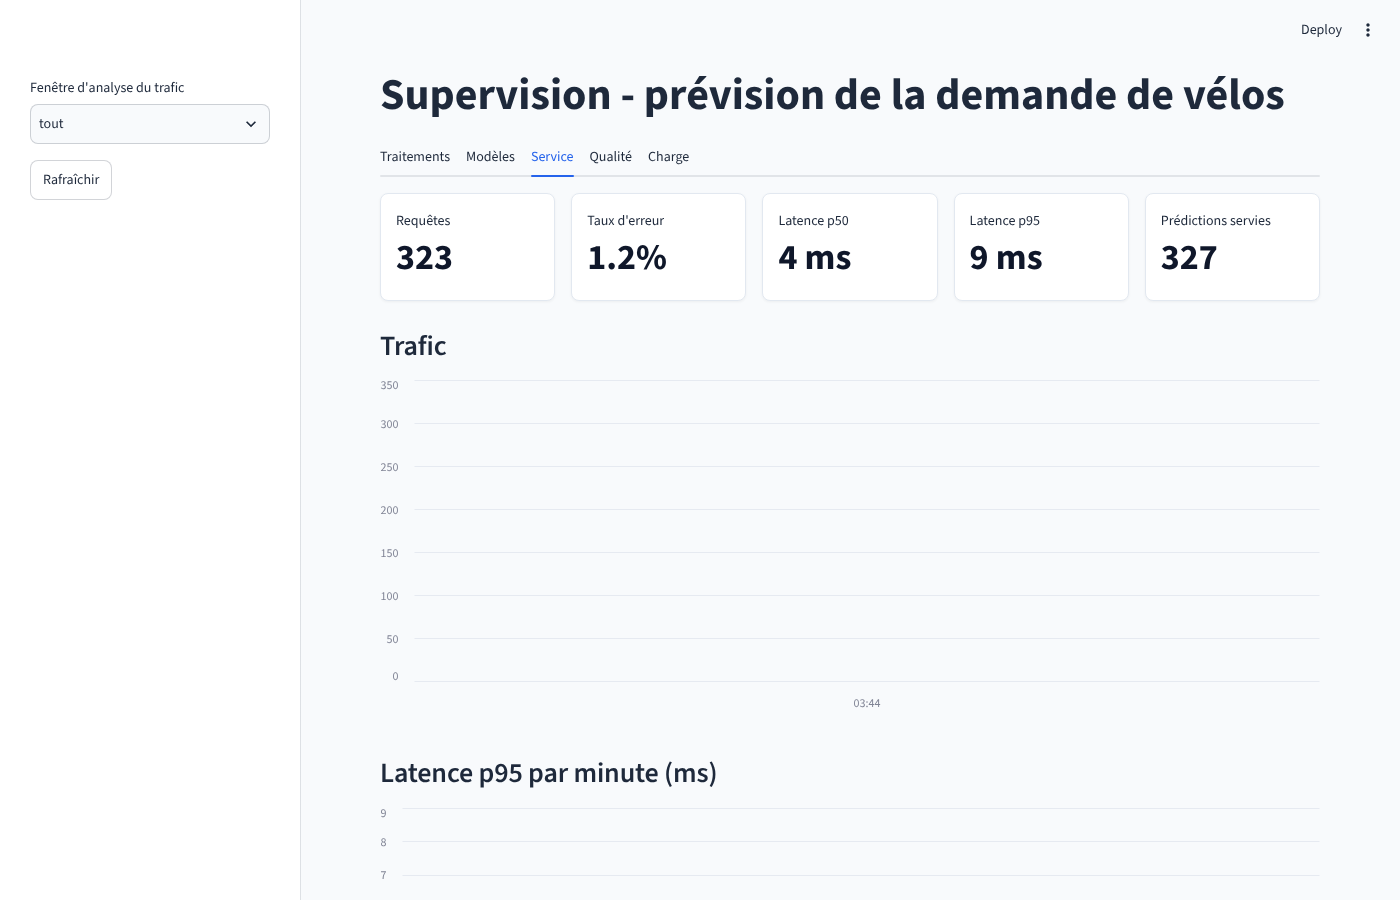 Deploy
Fenêtre d'analyse du trafic
tout
Rafraîchir
Supervision - prévision de la demande de vélos
Traitements Modèles Service Qualité Charge
Requêtes
323
Taux d'erreur
1.2%
Latence p50
4 ms
Latence p95
9 ms
Prédictions servies
327
Trafic
350
300
250
200
150
100
50
0
03:44
Latence p95 par minute (ms)
9
8
7